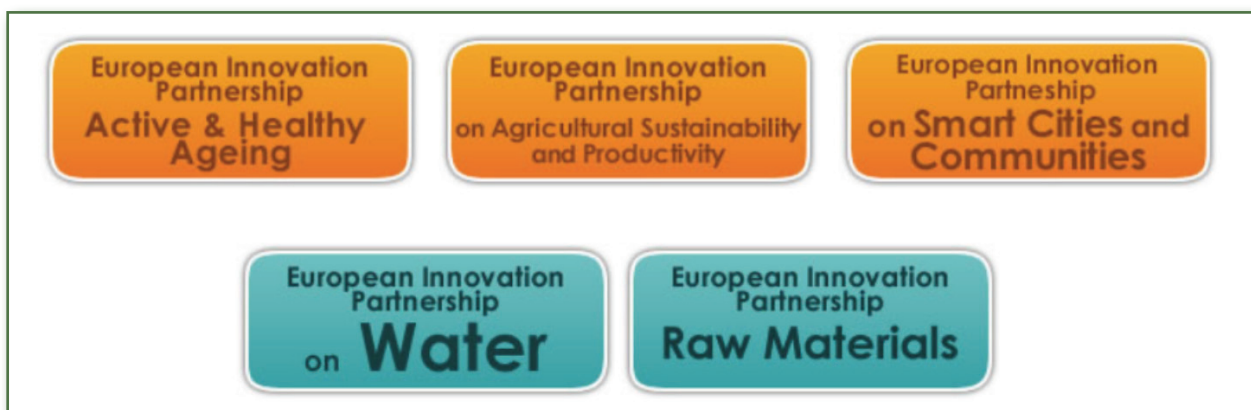 European Innovation
Partnership
Active & Healthy
Ageing
European Innovation
Partnership
on Agricultural Sustainability
and Productivity
European Innovation
Partneship
on Smart Cities and
Communities
European Innovation
Partnership
on Water
European Innovation
Partnership
Raw Materials